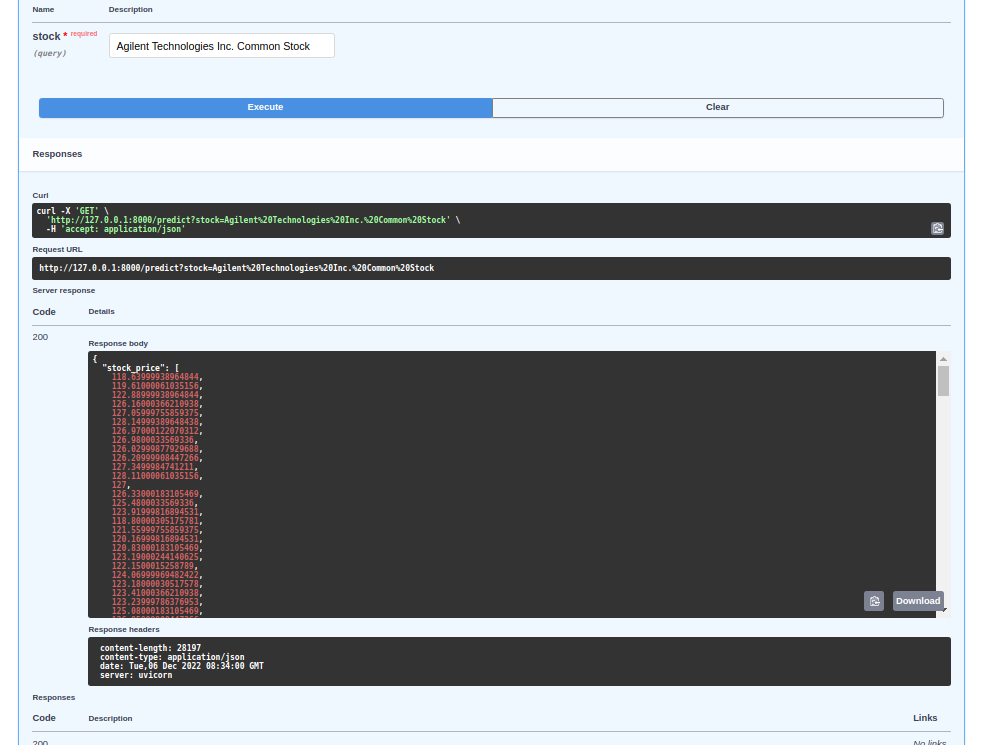 Name Description
stock * required
Agilent Technologies Inc. Common Stock
(query)
Execute Clear
Responses
Curl
curl -X 'GET' \
'http://127.0.0.1:8000/predict?stock=Agilent%20Technologies%20Inc.%20Common%20Stock' \
-H 'accept: application/json'
Request URL
http://127.0.0.1:8000/predict?stock=Agilent%20Technologies%20Inc.%20Common%20Stock
Server response
Code Details
200
Response body
{
"stock_price": [
118.63999938964844,
119.61000061035156,
122.88999938964844,
126.16000366210938,
127.05999755859375,
128.14999389648438,
126.97000122070312,
126.9800033569336,
126.02999877929688,
126.20999908447266,
127.3499984741211,
128.11000061035156,
127,
126.33000183105469,
125.4800033569336,
123.91999816894531,
118.80000305175781,
121.55999755859375,
120.16999816894531,
120.83000183105469,
123.19000244140625,
122.1500015258789,
124.06999969482422,
123.18000030517578,
123.41000366210938,
123.23999786376953,
125.08000183105469,
Download
Response headers
content-length: 28197
content-type: application/json
date: Tue,06 Dec 2022 08:34:00 GMT
server: uvicorn
Responses
Code Description Links
200 No links